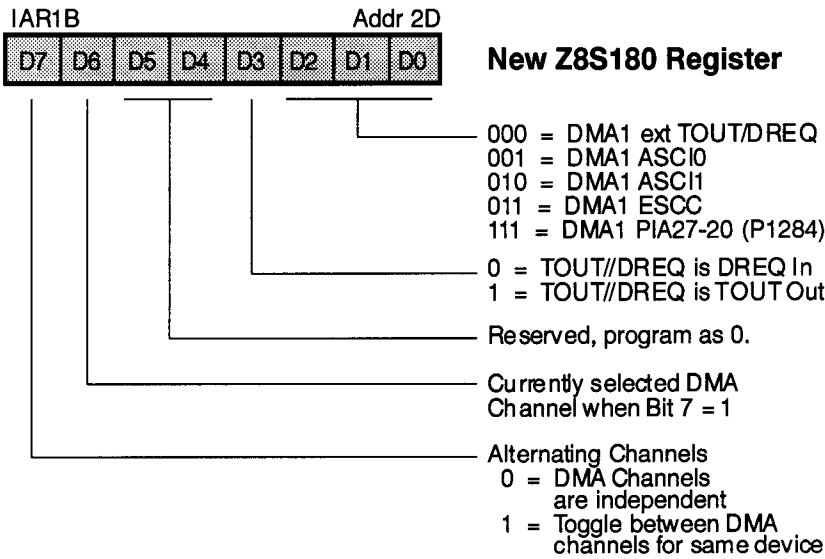 IAR1B Addr 2D
D7 D6 D5 D4 D3 D2 D1 D0
New Z8S180 Register
000 = DMA1 ext TOUT/DREQ
001 = DMA1 ASCI0
010 = DMA1 ASCI1
011 = DMA1 ESCC
111 = DMA1 PIA27-20 (P1284)
0 = TOUT//DREQ is DREQ In
1 = TOUT//DREQ is TOUT Out
Reserved, program as 0.
Currently selected DMA
Channel when Bit 7 = 1
Alternating Channels
0 = DMA Channels
are independent
1 = Toggle between DMA
channels for same device